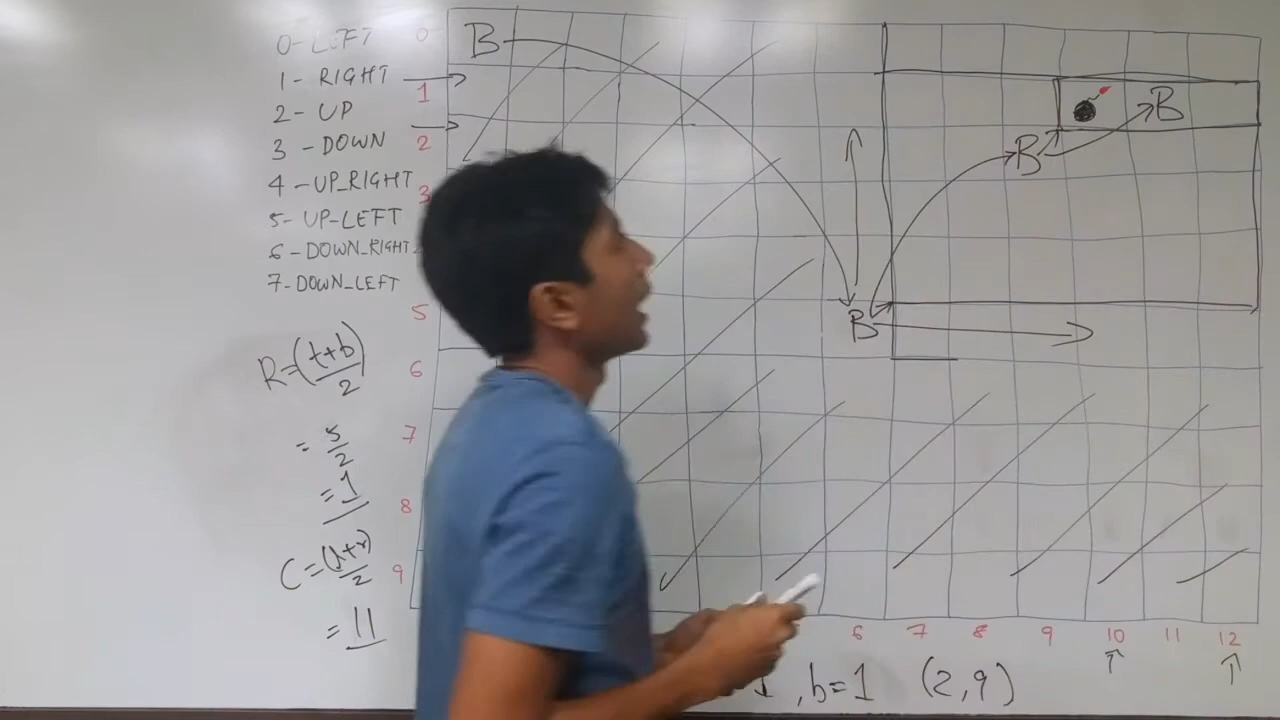 0-LEFT
1 - RIGHT
2 - UP
3 - DOWN
4 - UP_RIGHT
5- UP-LEFT
6 - DOWN_RIGHT
7-DOWN_LEFT
R=(t+b)/2
= 5/2
= 1
C=(l+r)/2
= 11
0
1
2
3
5
6
7
8
9
B
B
B
B
6 7 8 9 10 11 12
, b=1 (2,9)